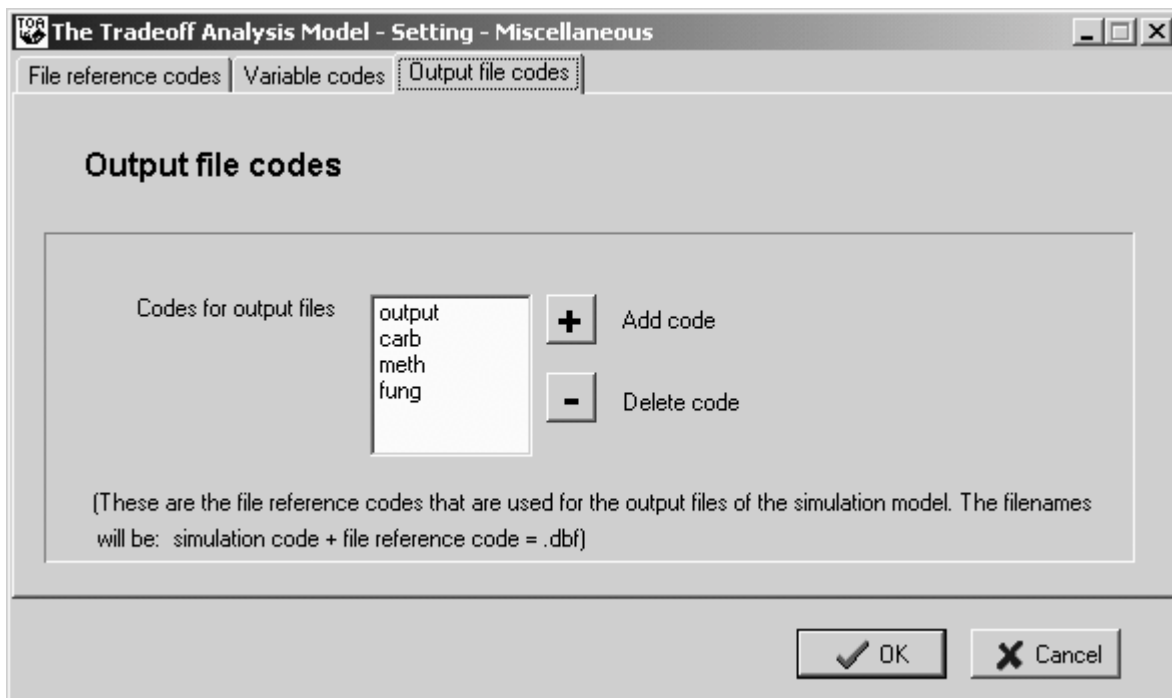 TOA
The Tradeoff Analysis Model - Setting - Miscellaneous
File reference codes
Variable codes
Output file codes
Output file codes
Codes for output files
output
carb
meth
fung
+ Add code
- Delete code
(These are the file reference codes that are used for the output files of the simulation model. The filenames
will be: simulation code + file reference code = .dbf)
OK
Cancel